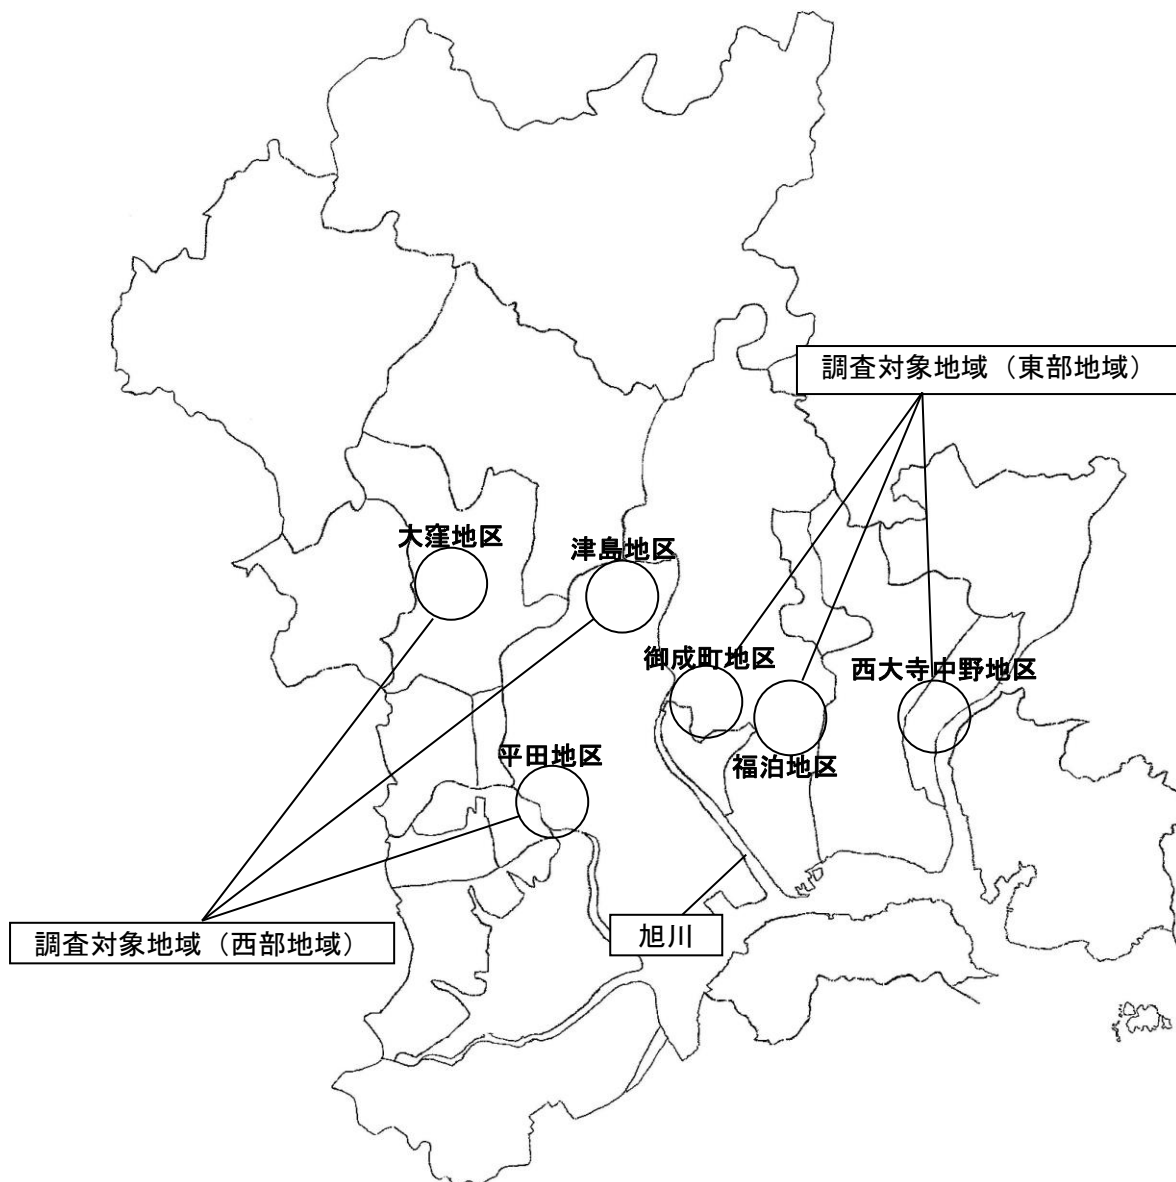 調査対象地域（東部地域）
大窪地区
津島地区
御成町地区
西大寺中野地区
平田地区
福泊地区
調査対象地域（西部地域）
旭川